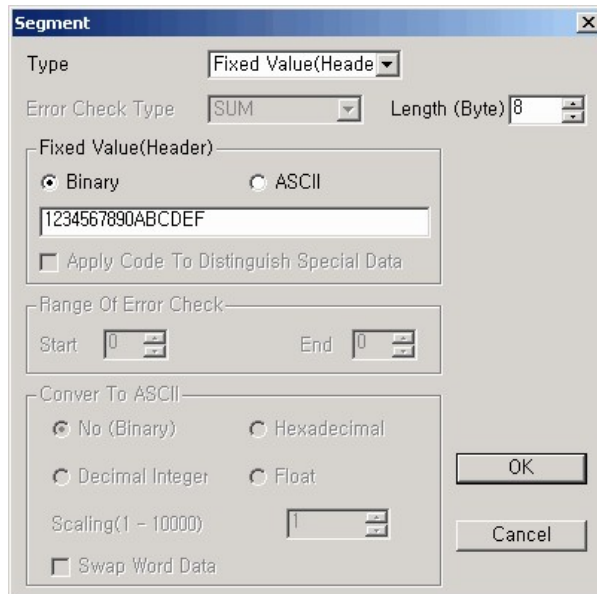 Segment
Type Fixed Value(Heade
Error Check Type SUM Length (Byte) 8
Fixed Value(Header)
Binary ASCII
1234567890ABCDEF
Apply Code To Distinguish Special Data
Range Of Error Check
Start 0 End 0
Conver To ASCII
No (Binary) Hexadecimal
Decimal Integer Float
OK
Scaling(1 - 10000) 1
Cancel
Swap Word Data